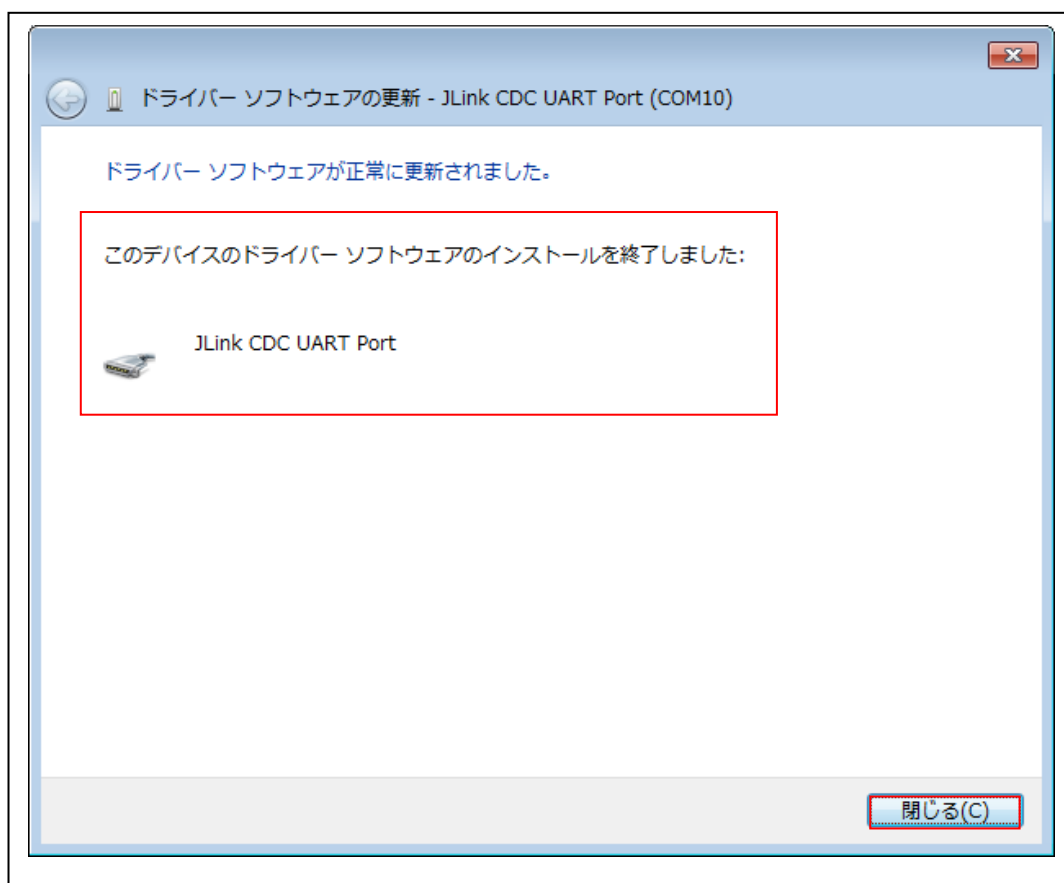 ドライバー ソフトウェアの更新 - JLink CDC UART Port (COM10)
ドライバー ソフトウェアが正常に更新されました。
このデバイスのドライバー ソフトウェアのインストールを終了しました:
JLink CDC UART Port
閉じる(C)